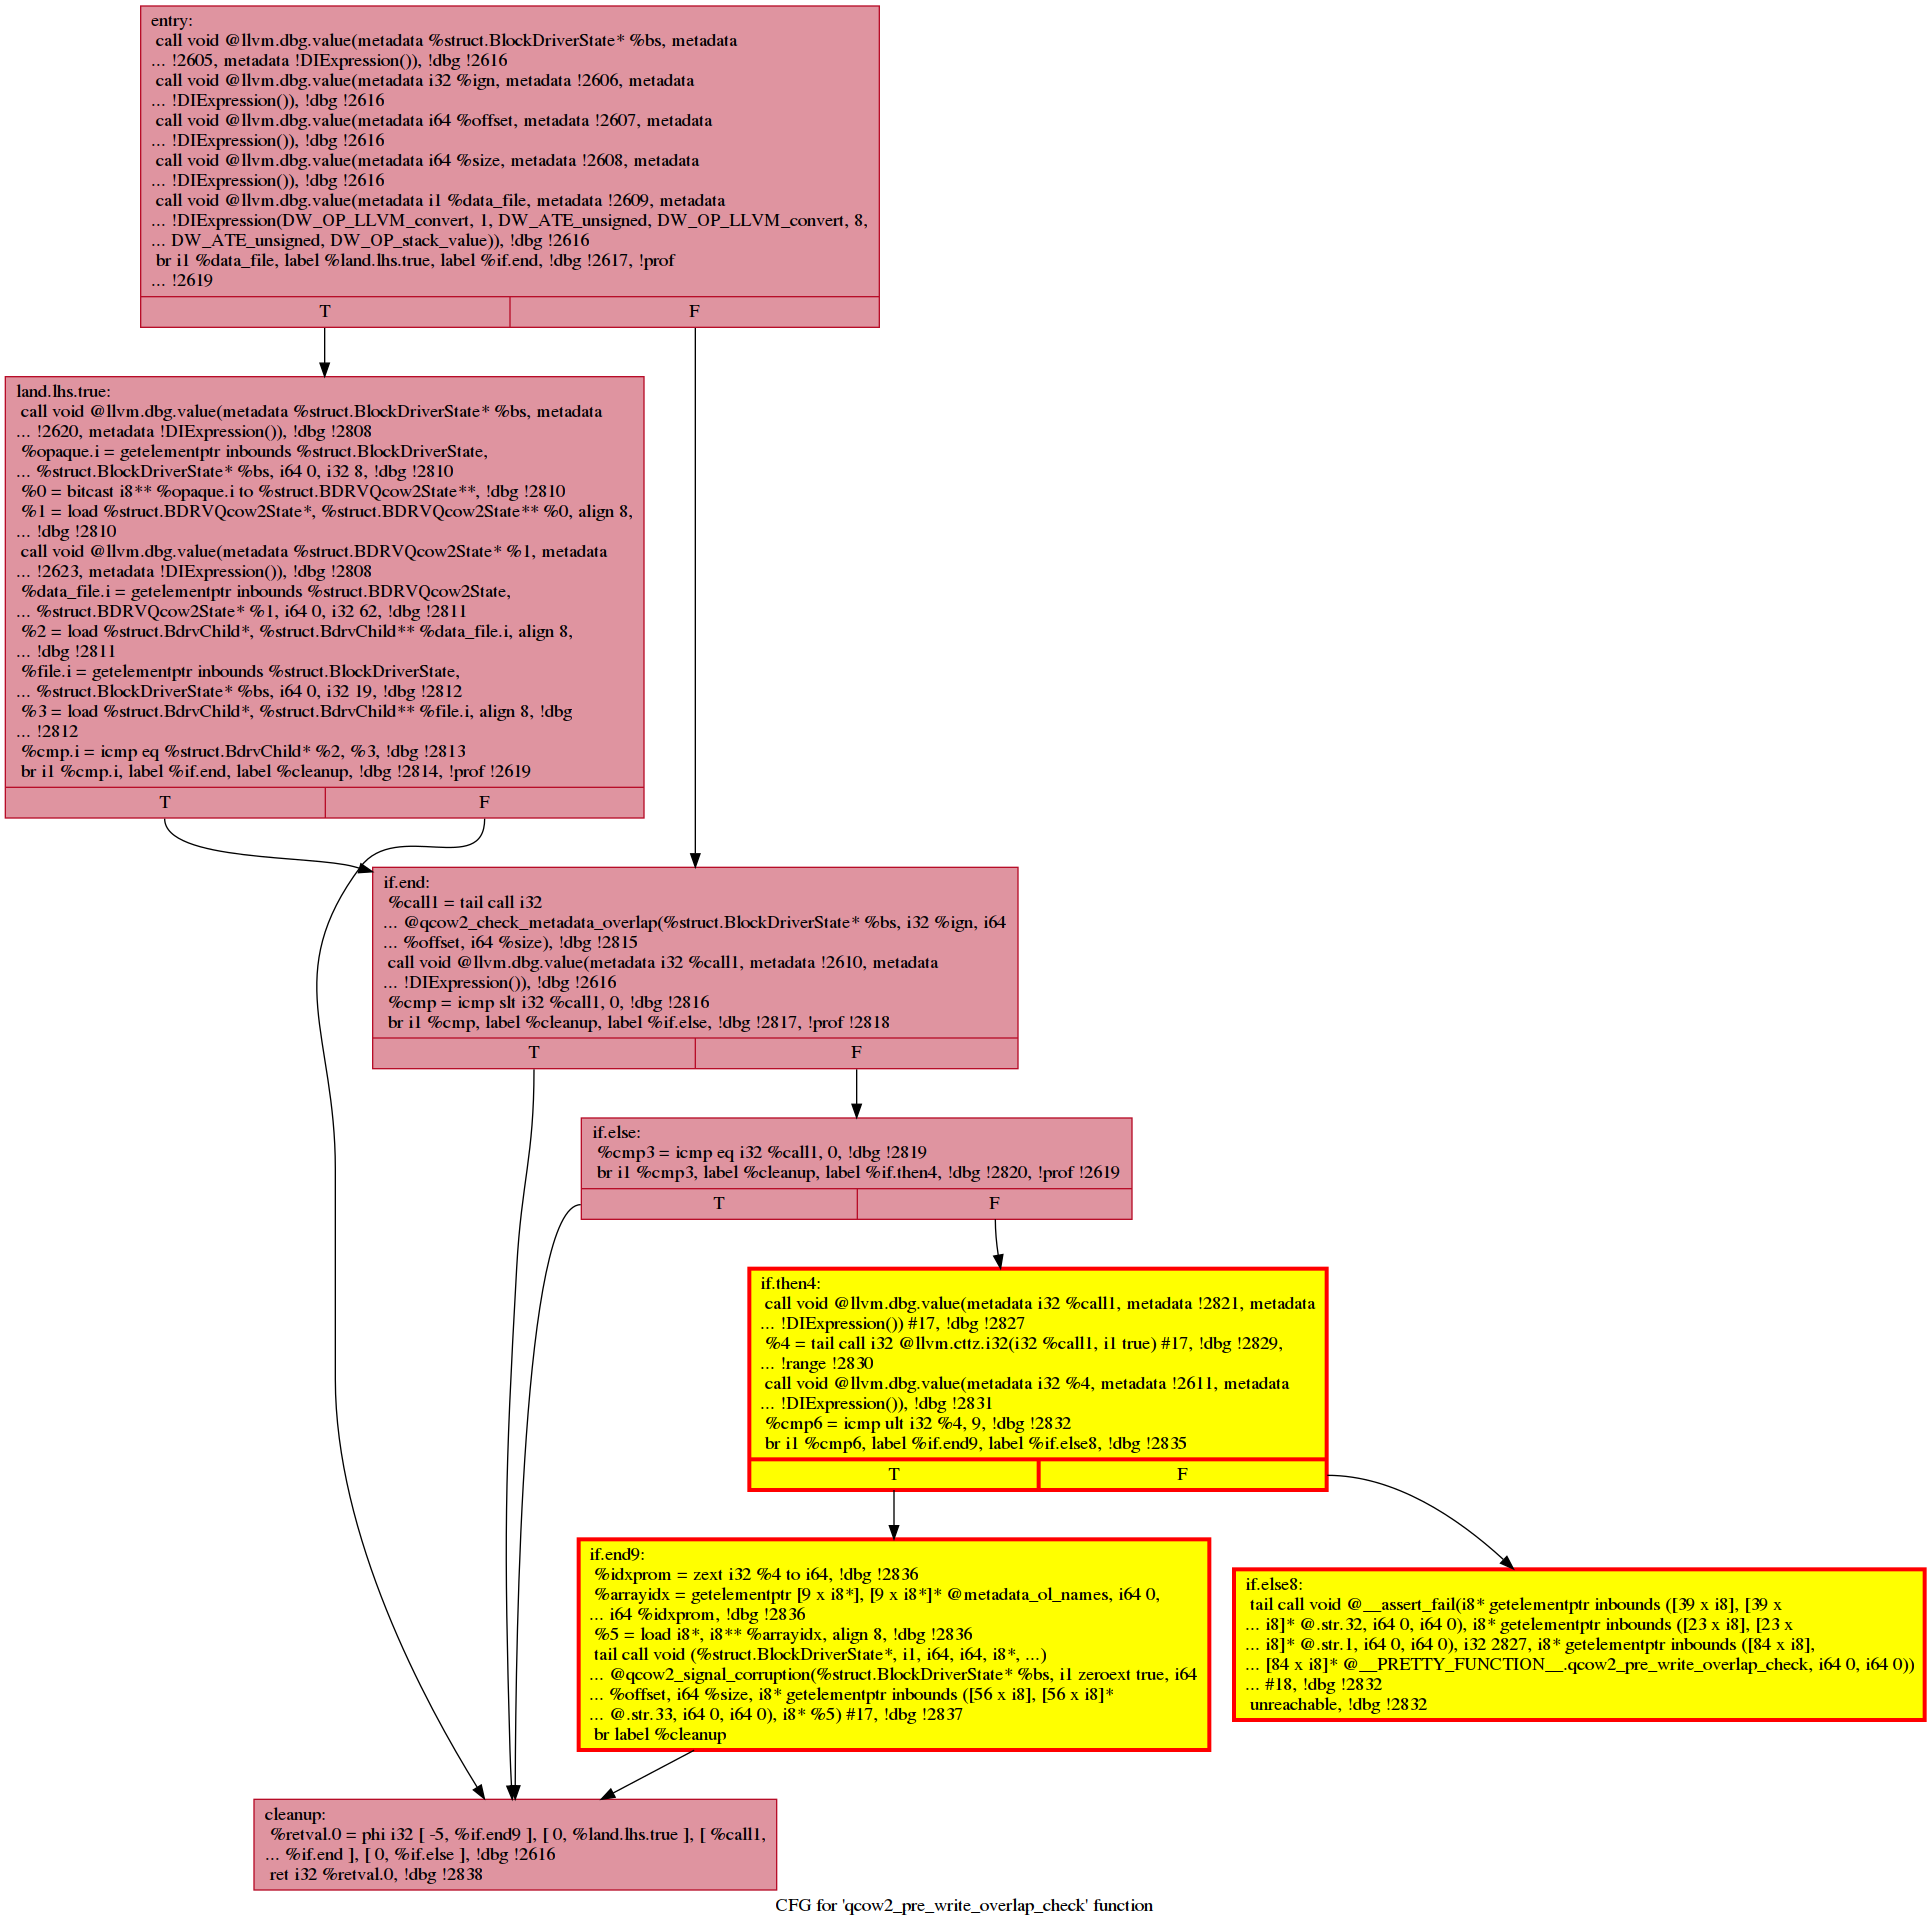 entry:
call void @llvm.dbg.value(metadata %struct.BlockDriverState* %bs, metadata
... !2605, metadata !DIExpression()), !dbg !2616
call void @llvm.dbg.value(metadata i32 %ign, metadata !2606, metadata
... !DIExpression()), !dbg !2616
call void @llvm.dbg.value(metadata i64 %offset, metadata !2607, metadata
... !DIExpression()), !dbg !2616
call void @llvm.dbg.value(metadata i64 %size, metadata !2608, metadata
... !DIExpression()), !dbg !2616
call void @llvm.dbg.value(metadata i1 %data_file, metadata !2609, metadata
... !DIExpression(DW_OP_LLVM_convert, 1, DW_ATE_unsigned, DW_OP_LLVM_convert, 8,
... DW_ATE_unsigned, DW_OP_stack_value)), !dbg !2616
br i1 %data_file, label %land.lhs.true, label %if.end, !dbg !2617, !prof
... !2619
T F
land.lhs.true:
call void @llvm.dbg.value(metadata %struct.BlockDriverState* %bs, metadata
... !2620, metadata !DIExpression()), !dbg !2808
%opaque.i = getelementptr inbounds %struct.BlockDriverState,
... %struct.BlockDriverState* %bs, i64 0, i32 8, !dbg !2810
%0 = bitcast i8** %opaque.i to %struct.BDRVQcow2State**, !dbg !2810
%1 = load %struct.BDRVQcow2State*, %struct.BDRVQcow2State** %0, align 8,
... !dbg !2810
call void @llvm.dbg.value(metadata %struct.BDRVQcow2State* %1, metadata
... !2623, metadata !DIExpression()), !dbg !2808
%data_file.i = getelementptr inbounds %struct.BDRVQcow2State,
... %struct.BDRVQcow2State* %1, i64 0, i32 62, !dbg !2811
%2 = load %struct.BdrvChild*, %struct.BdrvChild** %data_file.i, align 8,
... !dbg !2811
%file.i = getelementptr inbounds %struct.BlockDriverState,
... %struct.BlockDriverState* %bs, i64 0, i32 19, !dbg !2812
%3 = load %struct.BdrvChild*, %struct.BdrvChild** %file.i, align 8, !dbg
... !2812
%cmp.i = icmp eq %struct.BdrvChild* %2, %3, !dbg !2813
br i1 %cmp.i, label %if.end, label %cleanup, !dbg !2814, !prof !2619
T F
if.end:
%call1 = tail call i32
... @qcow2_check_metadata_overlap(%struct.BlockDriverState* %bs, i32 %ign, i64
... %offset, i64 %size), !dbg !2815
call void @llvm.dbg.value(metadata i32 %call1, metadata !2610, metadata
... !DIExpression()), !dbg !2616
%cmp = icmp slt i32 %call1, 0, !dbg !2816
br i1 %cmp, label %cleanup, label %if.else, !dbg !2817, !prof !2818
T F
if.else:
%cmp3 = icmp eq i32 %call1, 0, !dbg !2819
br i1 %cmp3, label %cleanup, label %if.then4, !dbg !2820, !prof !2619
T F
if.then4:
call void @llvm.dbg.value(metadata i32 %call1, metadata !2821, metadata
... !DIExpression()) #17, !dbg !2827
%4 = tail call i32 @llvm.cttz.i32(i32 %call1, i1 true) #17, !dbg !2829,
... !range !2830
call void @llvm.dbg.value(metadata i32 %4, metadata !2611, metadata
... !DIExpression()), !dbg !2831
%cmp6 = icmp ult i32 %4, 9, !dbg !2832
br i1 %cmp6, label %if.end9, label %if.else8, !dbg !2835
T F
if.end9:
%idxprom = zext i32 %4 to i64, !dbg !2836
%arrayidx = getelementptr [9 x i8*], [9 x i8*]* @metadata_ol_names, i64 0,
... i64 %idxprom, !dbg !2836
%5 = load i8*, i8** %arrayidx, align 8, !dbg !2836
tail call void (%struct.BlockDriverState*, i1, i64, i64, i8*, ...)
... @qcow2_signal_corruption(%struct.BlockDriverState* %bs, i1 zeroext true, i64
... %offset, i64 %size, i8* getelementptr inbounds ([56 x i8], [56 x i8]*
... @.str.33, i64 0, i64 0), i8* %5) #17, !dbg !2837
br label %cleanup
if.else8:
tail call void @__assert_fail(i8* getelementptr inbounds ([39 x i8], [39 x
... i8]* @.str.32, i64 0, i64 0), i8* getelementptr inbounds ([23 x i8], [23 x
... i8]* @.str.1, i64 0, i64 0), i32 2827, i8* getelementptr inbounds ([84 x i8],
... [84 x i8]* @__PRETTY_FUNCTION__.qcow2_pre_write_overlap_check, i64 0, i64 0))
... #18, !dbg !2832
unreachable, !dbg !2832
cleanup:
%retval.0 = phi i32 [ -5, %if.end9 ], [ 0, %land.lhs.true ], [ %call1,
... %if.end ], [ 0, %if.else ], !dbg !2616
ret i32 %retval.0, !dbg !2838
CFG for 'qcow2_pre_write_overlap_check' function